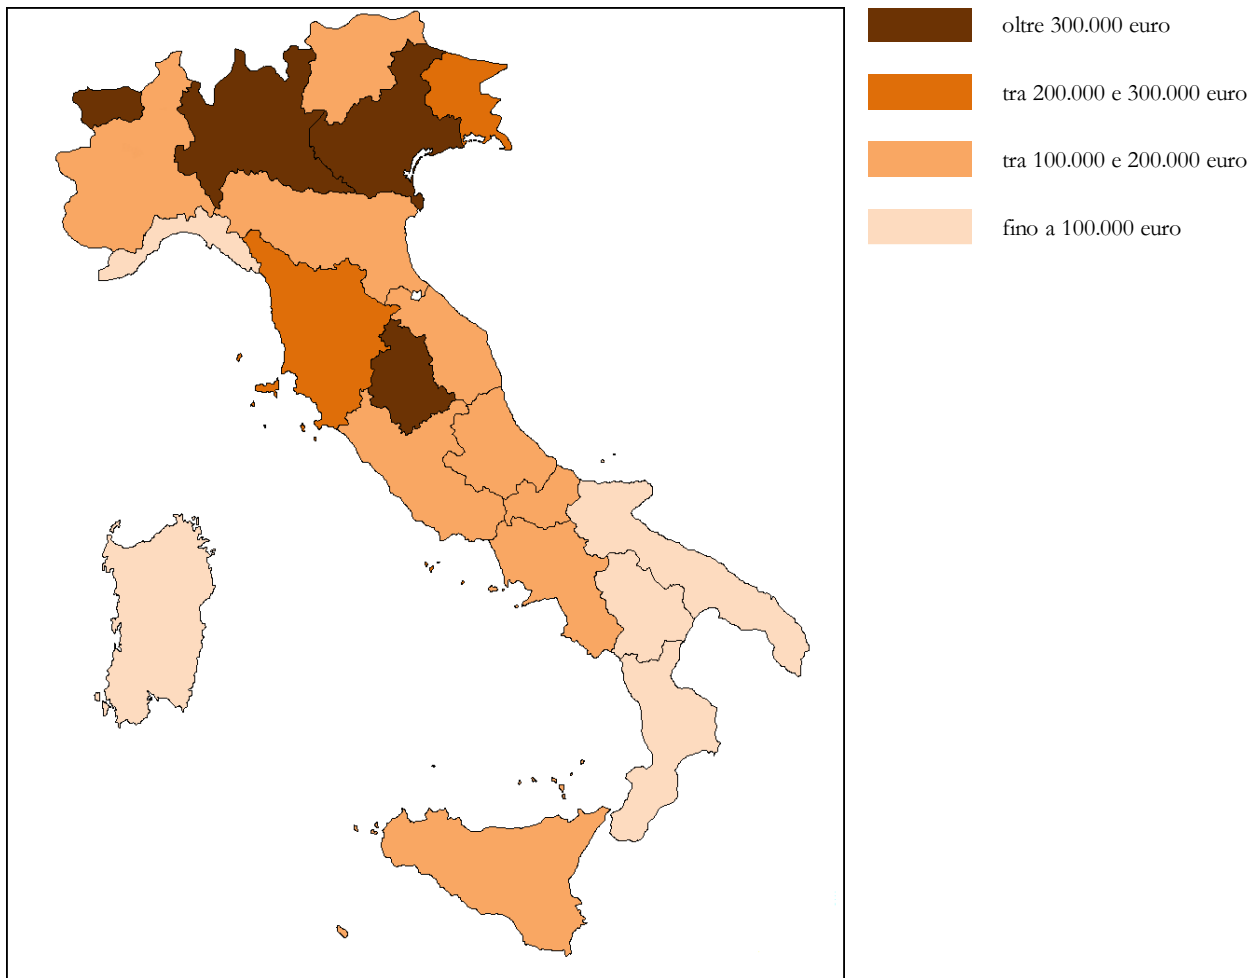 oltre 300.000 euro
tra 200.000 e 300.000 euro
tra 100.000 e 200.000 euro
fino a 100.000 euro